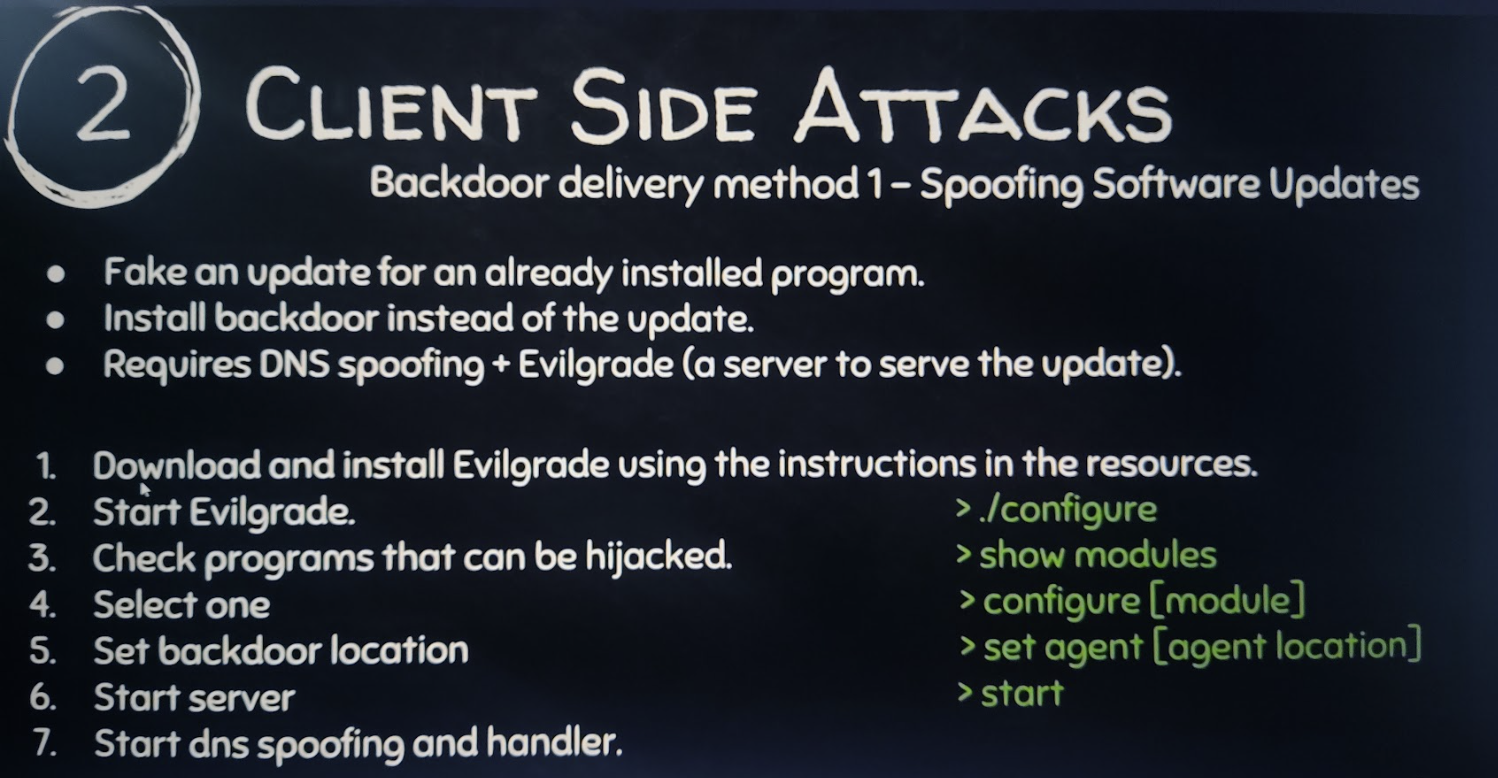 2
CLIENT SIDE ATTACKS
Backdoor delivery method 1 – Spoofing Software Updates
● Fake an update for an already installed program.
● Install backdoor instead of the update.
● Requires DNS spoofing + Evilgrade (a server to serve the update).
1. Download and install Evilgrade using the instructions in the resources.
2. Start Evilgrade. > ./configure
3. Check programs that can be hijacked. > show modules
4. Select one > configure [module]
5. Set backdoor location > set agent [agent location]
6. Start server > start
7. Start dns spoofing and handler.